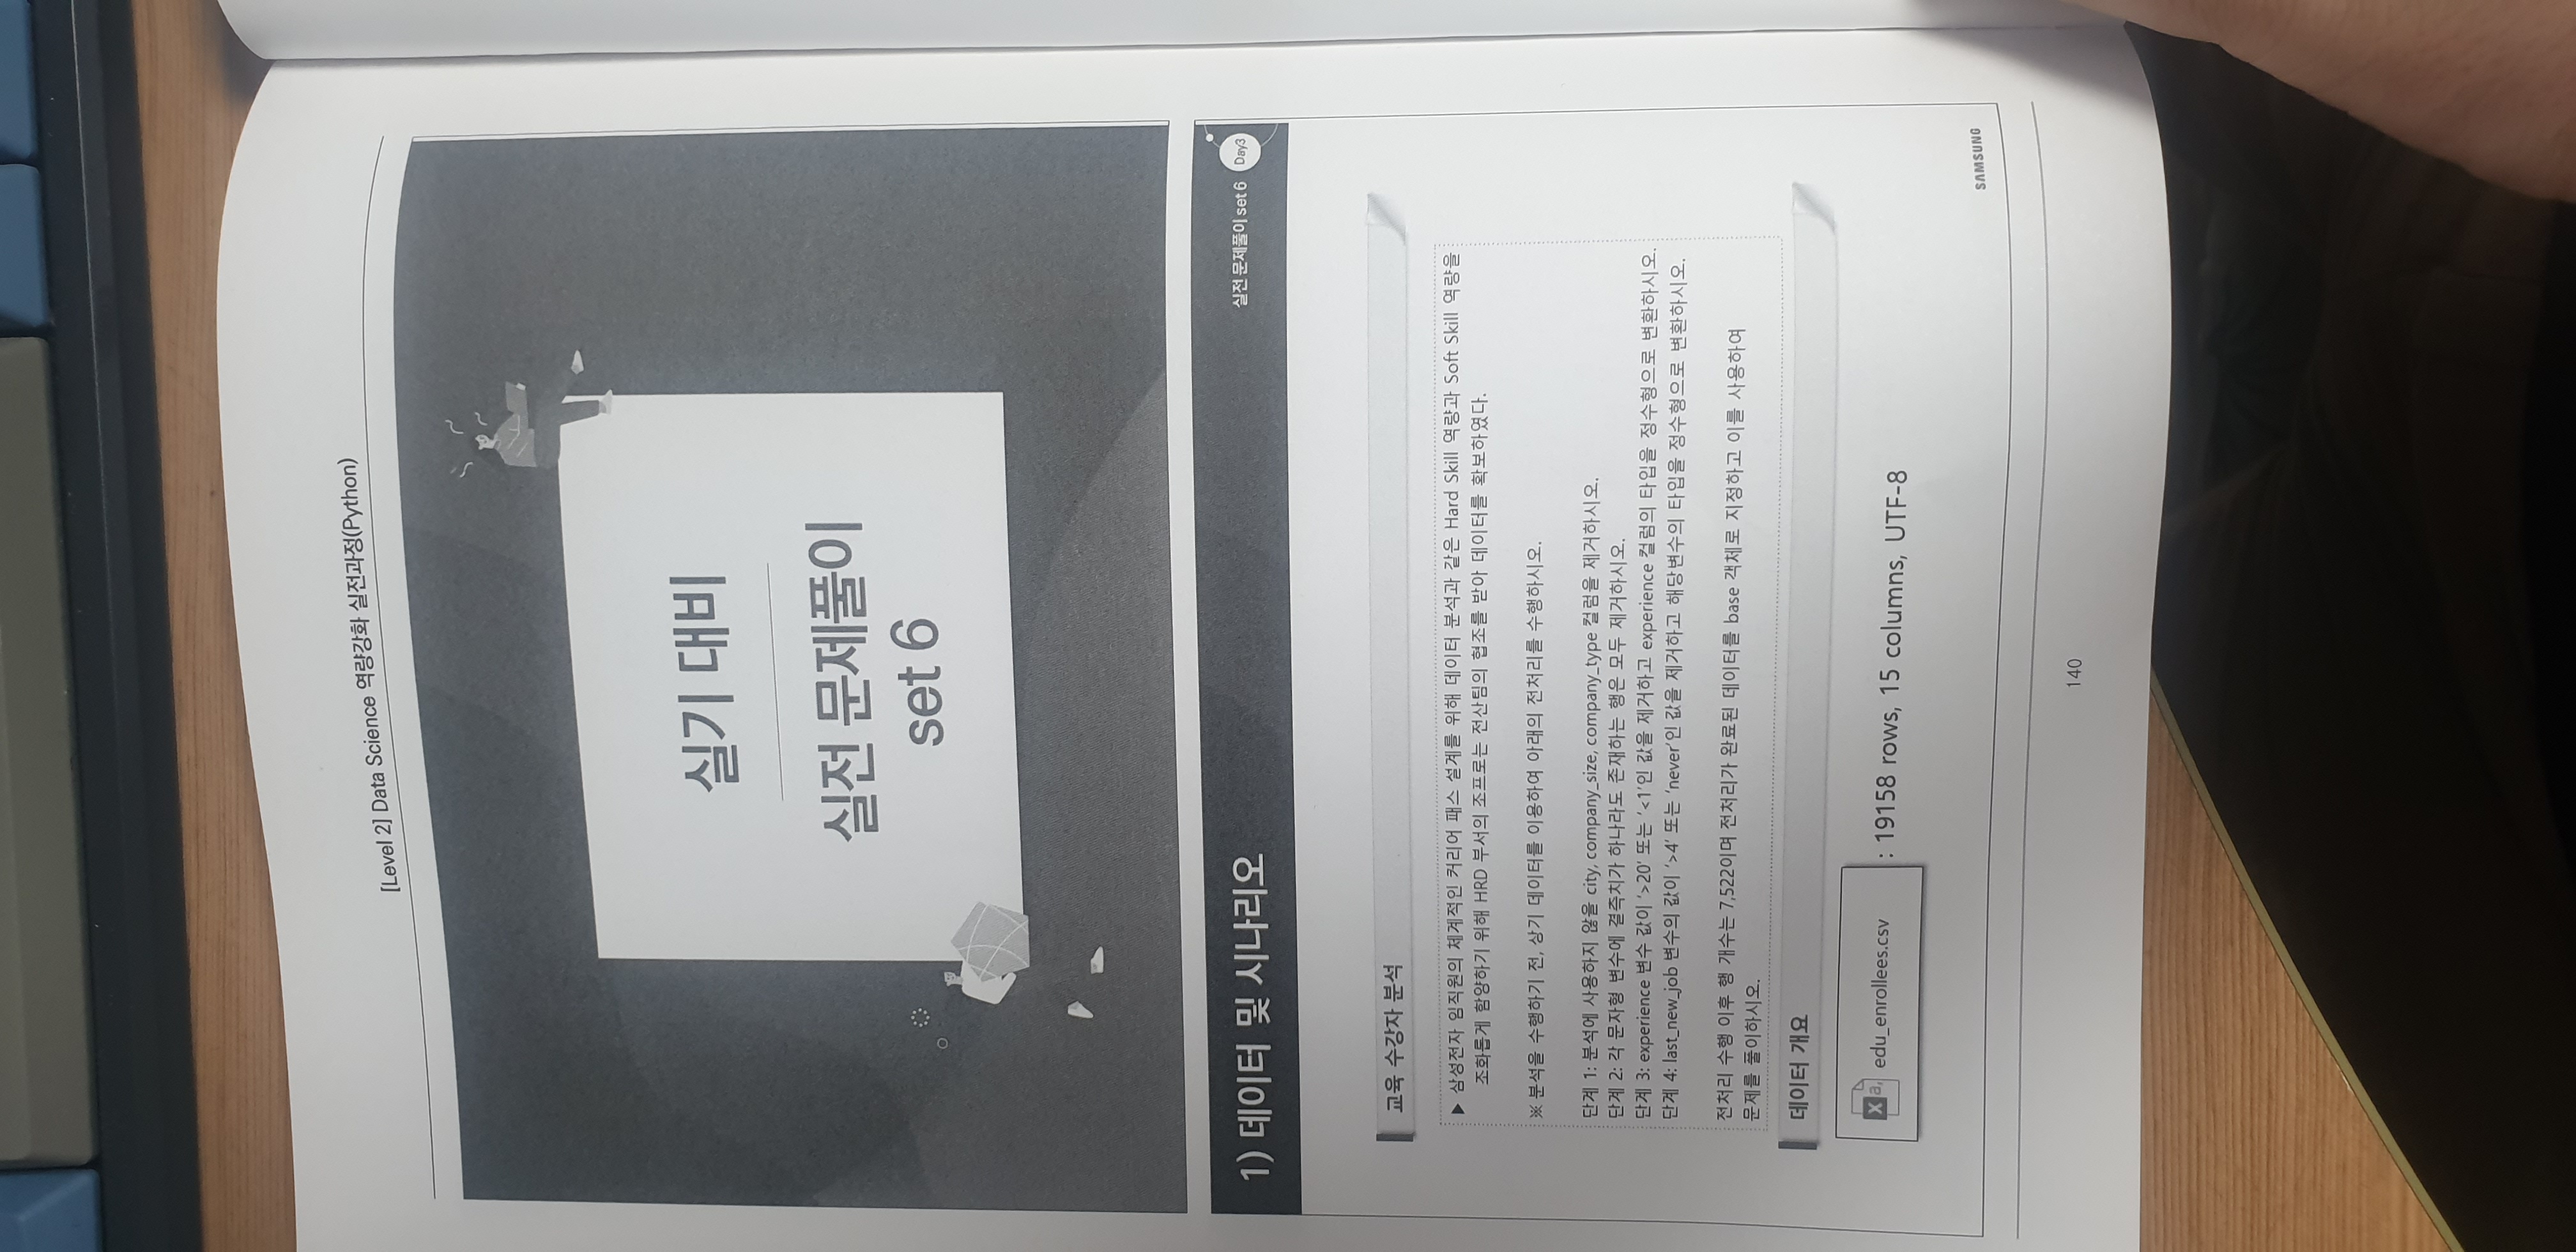 [Level 2] Data Science 역량강화 실전과정(Python)
실기 대비
실전 문제풀이
set 6
1) 데이터 및 시나리오
실전 문제풀이 set 6 Day3
교육 수강자 분석
▶ 삼성전자 임직원의 체계적인 커리어 패스 설계를 위해 데이터 분석과 같은 Hard Skill 역량과 Soft Skill 역량을
조화롭게 함양하기 위해 HRD 부서의 조프로는 전산팀의 협조를 받아 데이터를 확보하였다.
※ 분석을 수행하기 전, 상기 데이터를 이용하여 아래의 전처리를 수행하시오.
단계 1: 분석에 사용하지 않을 city, company_size, company_type 컬럼을 제거하시오.
단계 2: 각 문자형 변수에 결측치가 하나라도 존재하는 행은 모두 제거하시오.
단계 3: experience 변수 값이 ‘>20’ 또는 ‘<1’인 값을 제거하고 experience 컬럼의 타입을 정수형으로 변환하시오.
단계 4: last_new_job 변수의 값이 ‘>4’ 또는 ‘never’인 값을 제거하고 해당변수의 타입을 정수형으로 변환하시오.
전처리 수행 이후 행 개수는 7,522이며 전처리가 완료된 데이터를 base 객체로 지정하고 이를 사용하여
문제를 풀이하시오.
데이터 개요
X a, edu_enrollees.csv : 19158 rows, 15 columns, UTF-8
SAMSUNG
140